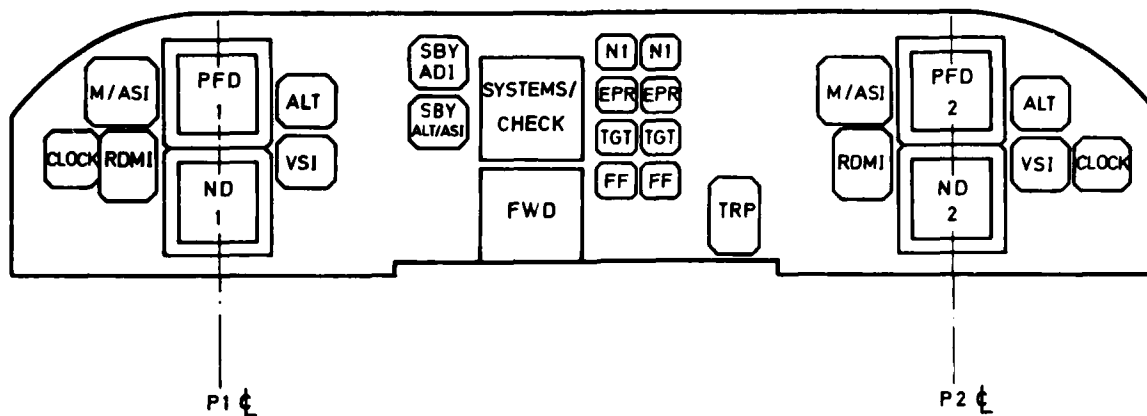 M/ASI
CLOCK
RDMI
PFD
1
ND
1
ALT
VSI
SBY
ADI
SBY
ALT/ASI
SYSTEMS/
CHECK
FWD
N1 N1
EPR EPR
TGT TGT
FF FF
TRP
M/ASI
RDMI
PFD
2
ND
2
ALT
VSI
CLOCK
P1 ℄
P2 ℄